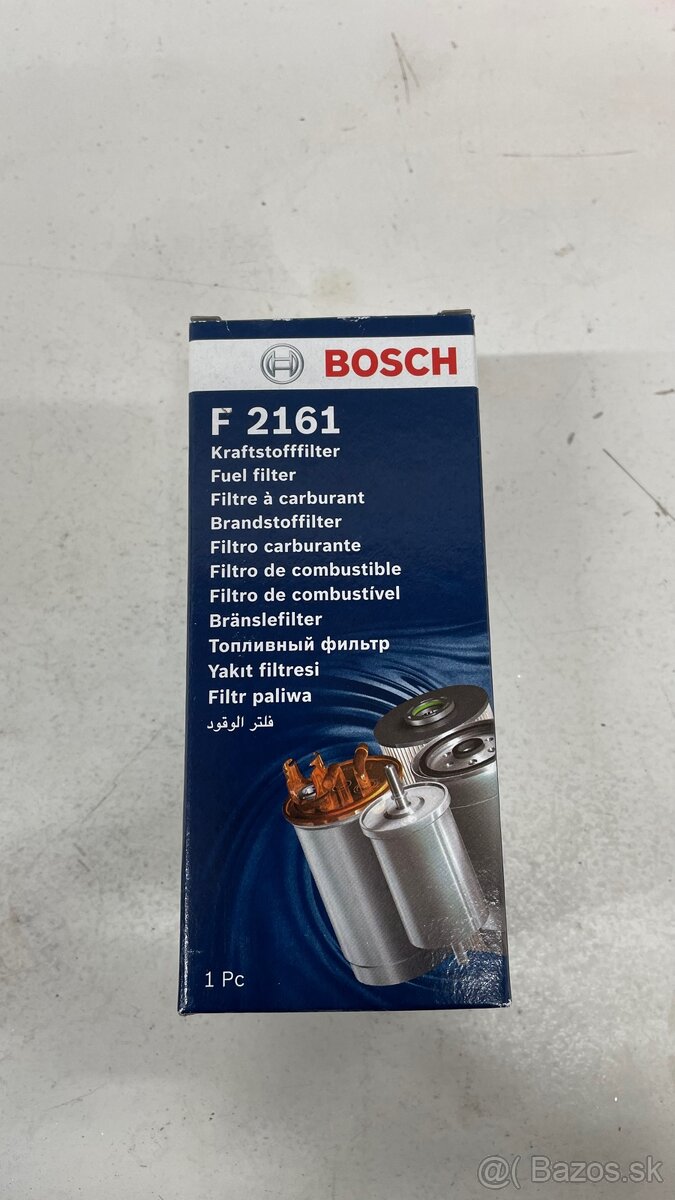 BOSCH
F 2161
Kraftstofffilter
Fuel filter
Filtre à carburant
Brandstoffilter
Filtro carburante
Filtro de combustible
Filtro de combustível
Bränslefilter
Топливный фильтр
Yakıt filtresi
Filtr paliwa
فلتر الوقود
1 Pc
@( Bazos.sk